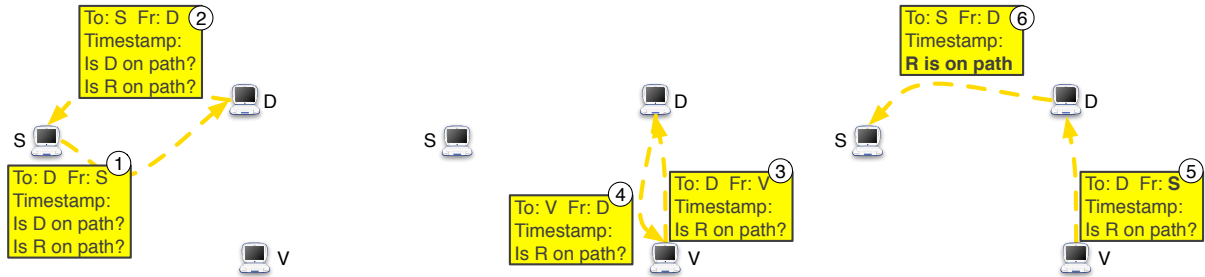 To: S Fr: D 2
Timestamp:
Is D on path?
Is R on path?
D
S
1
To: D Fr: S
Timestamp:
Is D on path?
Is R on path?
V
D
S
3
To: D Fr: V
Timestamp:
Is R on path?
4
To: V Fr: D
Timestamp:
Is R on path?
V
To: S Fr: D 6
Timestamp:
R is on path
D
S
5
To: D Fr: S
Timestamp:
Is R on path?
V